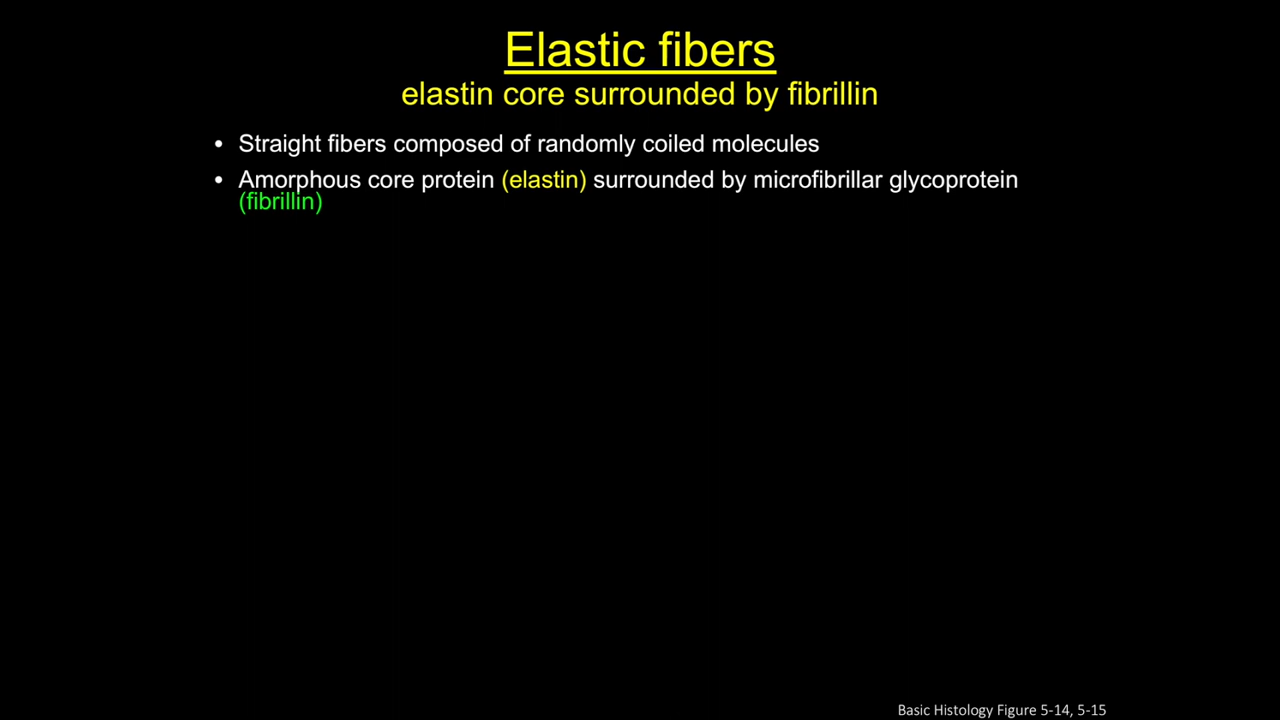 Elastic fibers
elastin core surrounded by fibrillin
• Straight fibers composed of randomly coiled molecules
• Amorphous core protein (elastin) surrounded by microfibrillar glycoprotein
(fibrillin)
Basic Histology Figure 5-14, 5-15